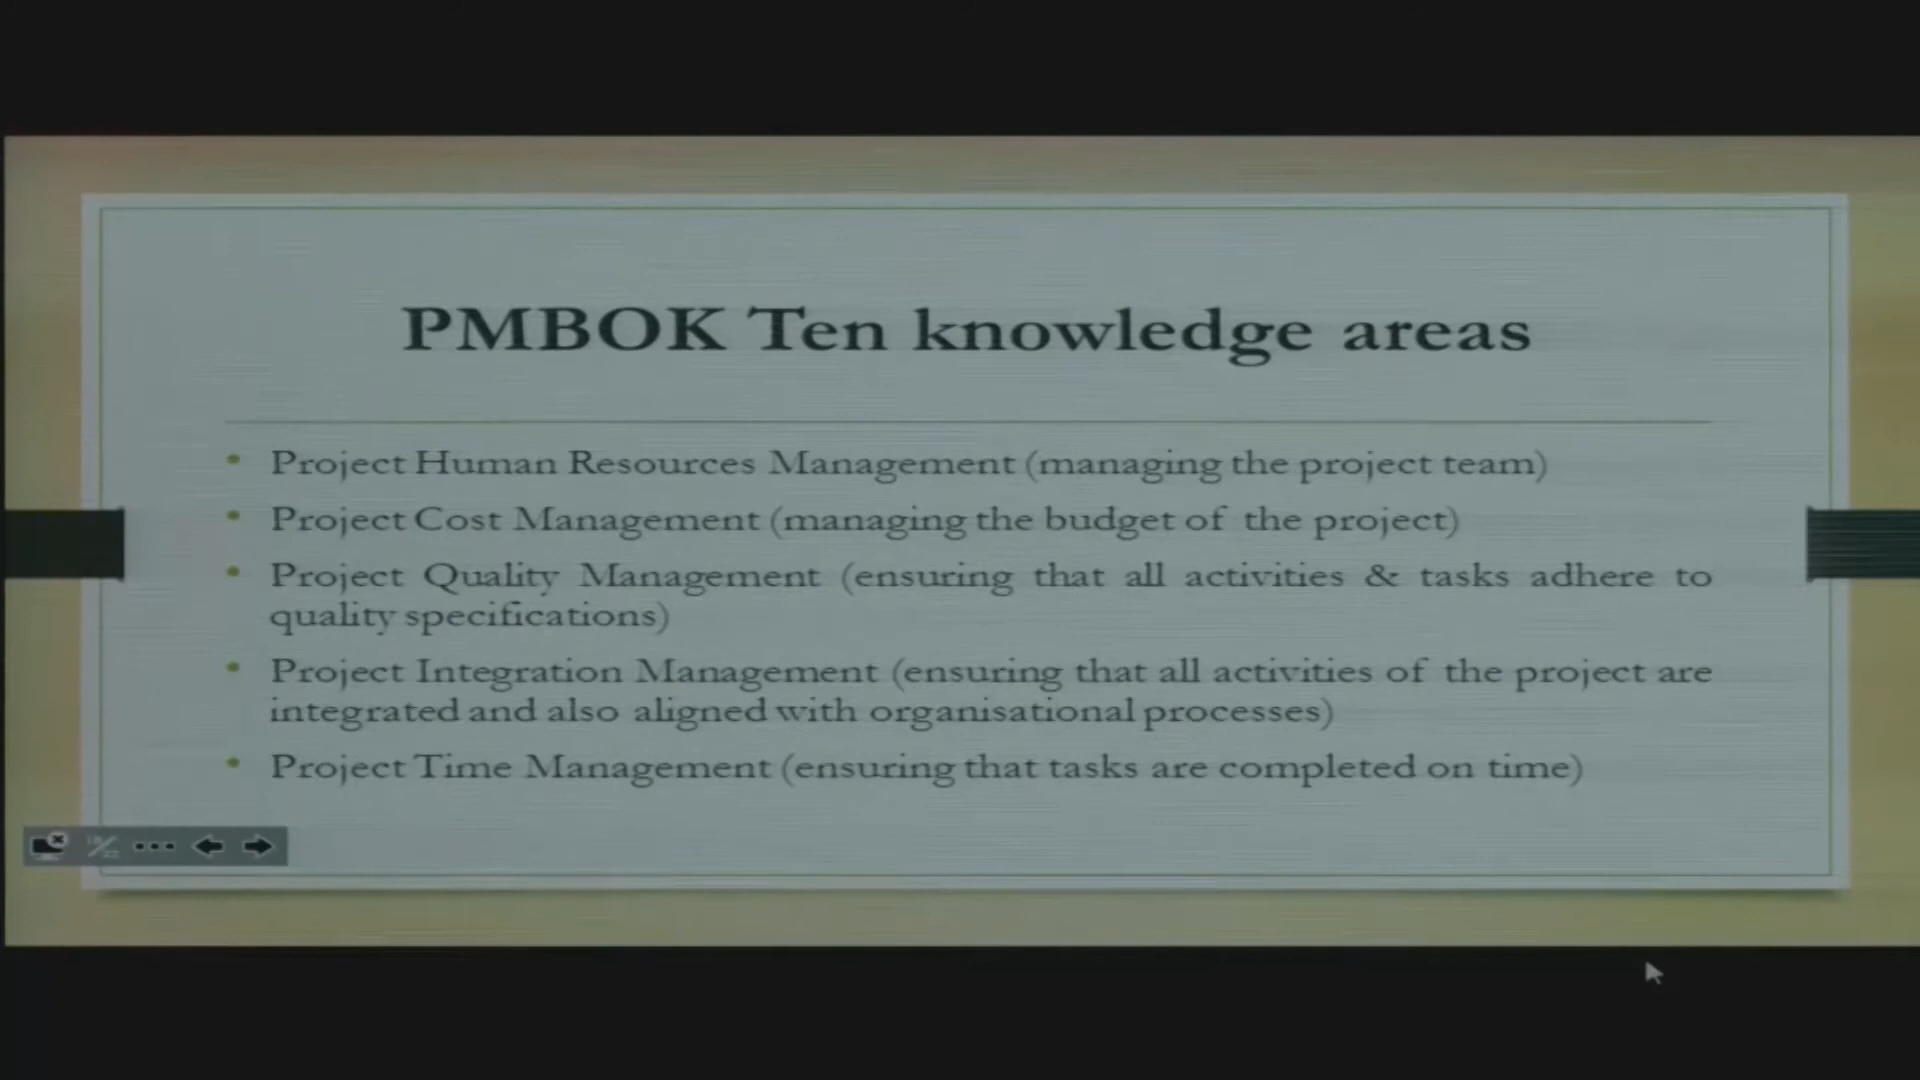 PMBOK Ten knowledge areas
• Project Human Resources Management (managing the project team)
• Project Cost Management (managing the budget of the project)
• Project Quality Management (ensuring that all activities & tasks adhere to
quality specifications)
• Project Integration Management (ensuring that all activities of the project are
integrated and also aligned with organisational processes)
• Project Time Management (ensuring that tasks are completed on time)